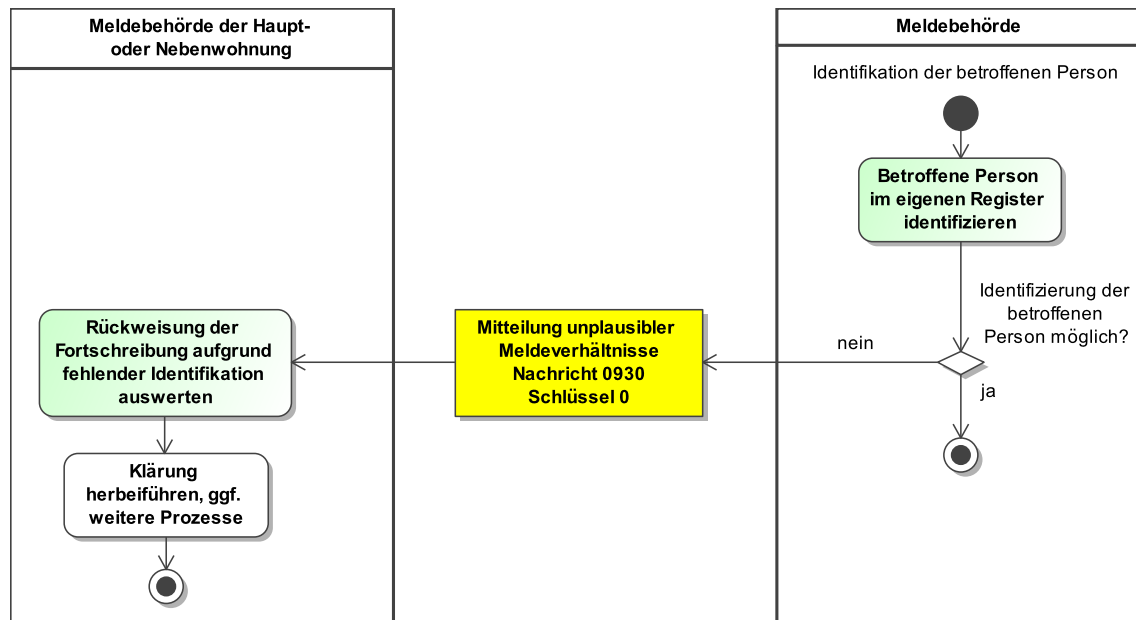 Meldebehörde der Haupt-
oder Nebenwohnung
Meldebehörde
Identifikation der betroffenen Person
Betroffene Person
im eigenen Register
identifizieren
Identifizierung der
betroffenen
Person möglich?
nein
ja
Mitteilung unplausibler
Meldeverhältnisse
Nachricht 0930
Schlüssel 0
Rückweisung der
Fortschreibung aufgrund
fehlender Identifikation
auswerten
Klärung
herbeiführen, ggf.
weitere Prozesse